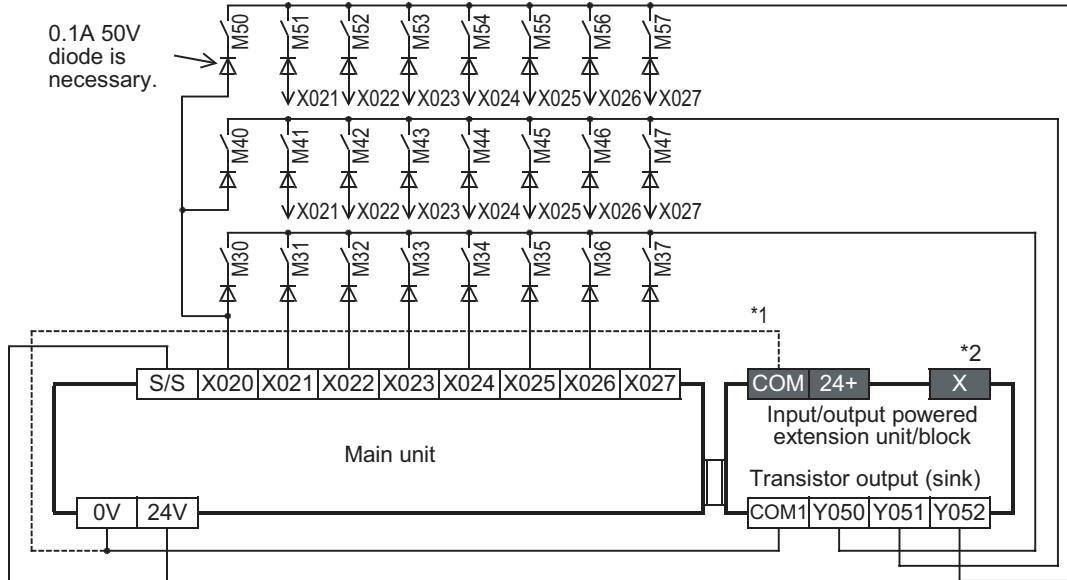 0.1A 50V
diode is
necessary.
M50 M51 M52 M53 M54 M55 M56 M57
X021 X022 X023 X024 X025 X026 X027
M40 M41 M42 M43 M44 M45 M46 M47
X021 X022 X023 X024 X025 X026 X027
M30 M31 M32 M33 M34 M35 M36 M37
*1
*2
S/S X020 X021 X022 X023 X024 X025 X026 X027
COM 24+ X
Input/output powered
extension unit/block
Main unit
Transistor output (sink)
0V 24V
COM1 Y050 Y051 Y052